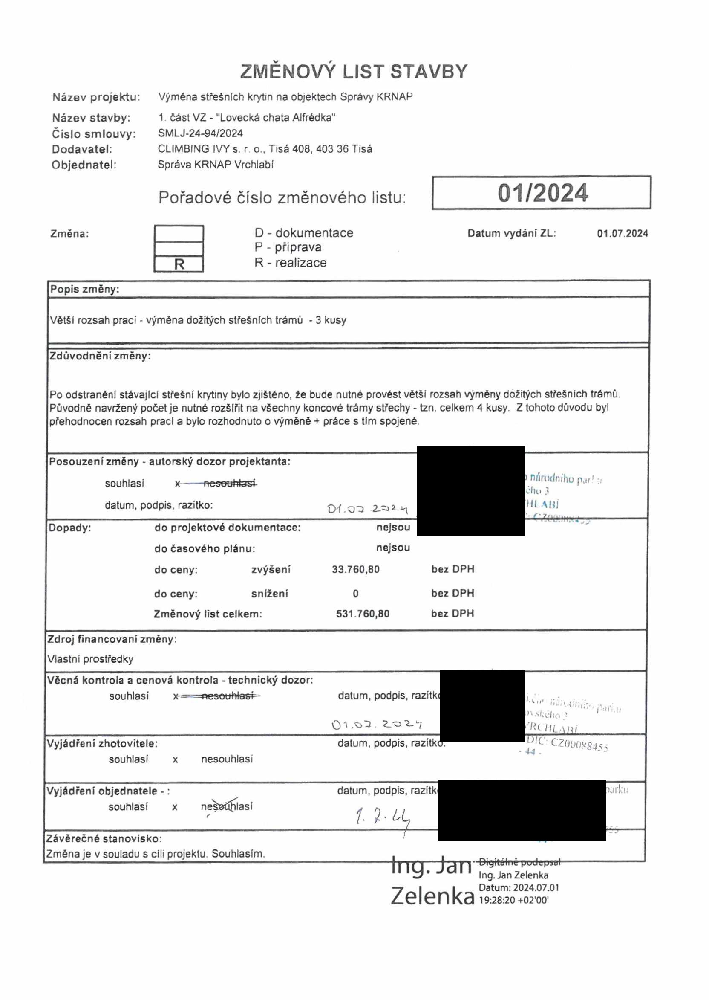 ZMĚNOVÝ LIST STAVBY
Název projektu: Výměna střešních krytin na objektech Správy KRNAP
Název stavby: 1. část VZ - "Lovecká chata Alfrédka"
Číslo smlouvy: SMLJ-24-94/2024
Dodavatel: CLIMBING IVY s. r. o., Tisá 408, 403 36 Tisá
Objednatel: Správa KRNAP Vrchlabí
Pořadové číslo změnového listu: 01/2024
Změna: D - dokumentace Datum vydání ZL: 01.07.2024
P - příprava
R R - realizace
Popis změny:
Větší rozsah prací - výměna dožitých střešních trámů - 3 kusy
Zdůvodnění změny:
Po odstranění stávající střešní krytiny bylo zjištěno, že bude nutné provést větší rozsah výměny dožitých střešních trámů.
Původně navržený počet je nutné rozšířit na všechny koncové trámy střechy - tzn. celkem 4 kusy. Z tohoto důvodu byl
přehodnocen rozsah prací a bylo rozhodnuto o výměně + práce s tím spojené.
Posouzení změny - autorský dozor projektanta:
národního parku
souhlasí x nesouhlasí
ého 3
HLABÍ
datum, podpis, razítko: 01.07.2024
CZ00088455
Dopady: do projektové dokumentace: nejsou
do časového plánu: nejsou
do ceny: zvýšení 33.760,80 bez DPH
do ceny: snížení 0 bez DPH
Změnový list celkem: 531.760,80 bez DPH
Zdroj financovaní změny:
Vlastní prostředky
Věcná kontrola a cenová kontrola - technický dozor:
souhlasí x nesouhlasí datum, podpis, razítko
národního parku
ovského 3
01.07.2024
VRCHLABÍ
Vyjádření zhotovitele: datum, podpis, razítko:
DIČ: CZ00088455
- 44 -
souhlasí x nesouhlasí
Vyjádření objednatele - : datum, podpis, razítk
parku
souhlasí x nesouhlasí
1. 7. 24
Závěrečné stanovisko:
Změna je v souladu s cíli projektu. Souhlasím.
Ing. Jan
Zelenka
Digitálně podepsal
Ing. Jan Zelenka
Datum: 2024.07.01
19:28:20 +02'00'